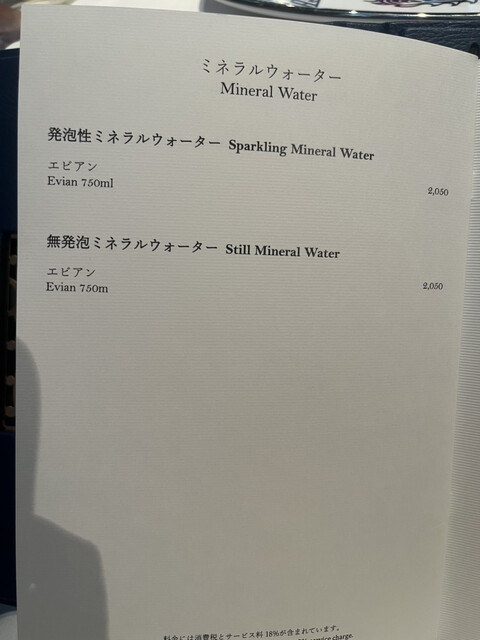 ミネラルウォーター
Mineral Water
発泡性ミネラルウォーター Sparkling Mineral Water
エビアン
Evian 750ml
2,050
無発泡ミネラルウォーター Still Mineral Water
エビアン
Evian 750m
2,050
料金には消費税とサービス料 18%が含まれています。
service charge.